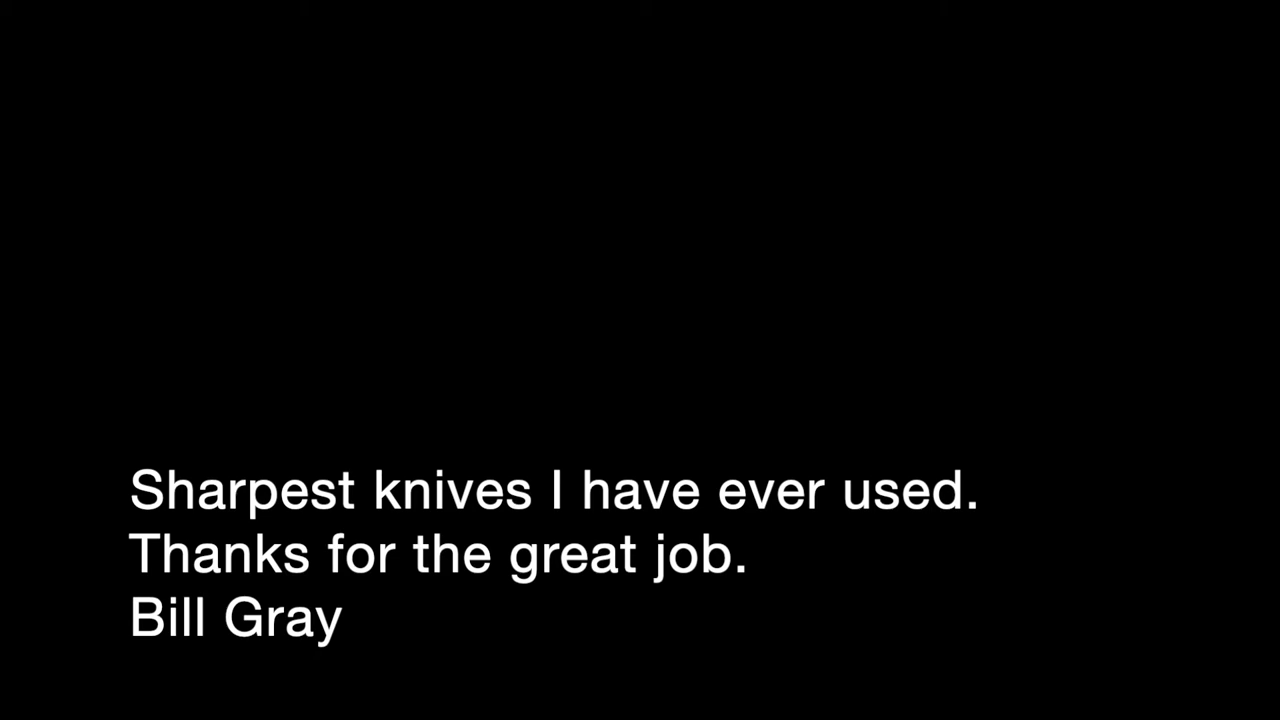 Sharpest knives I have ever used.
Thanks for the great job.
Bill Gray